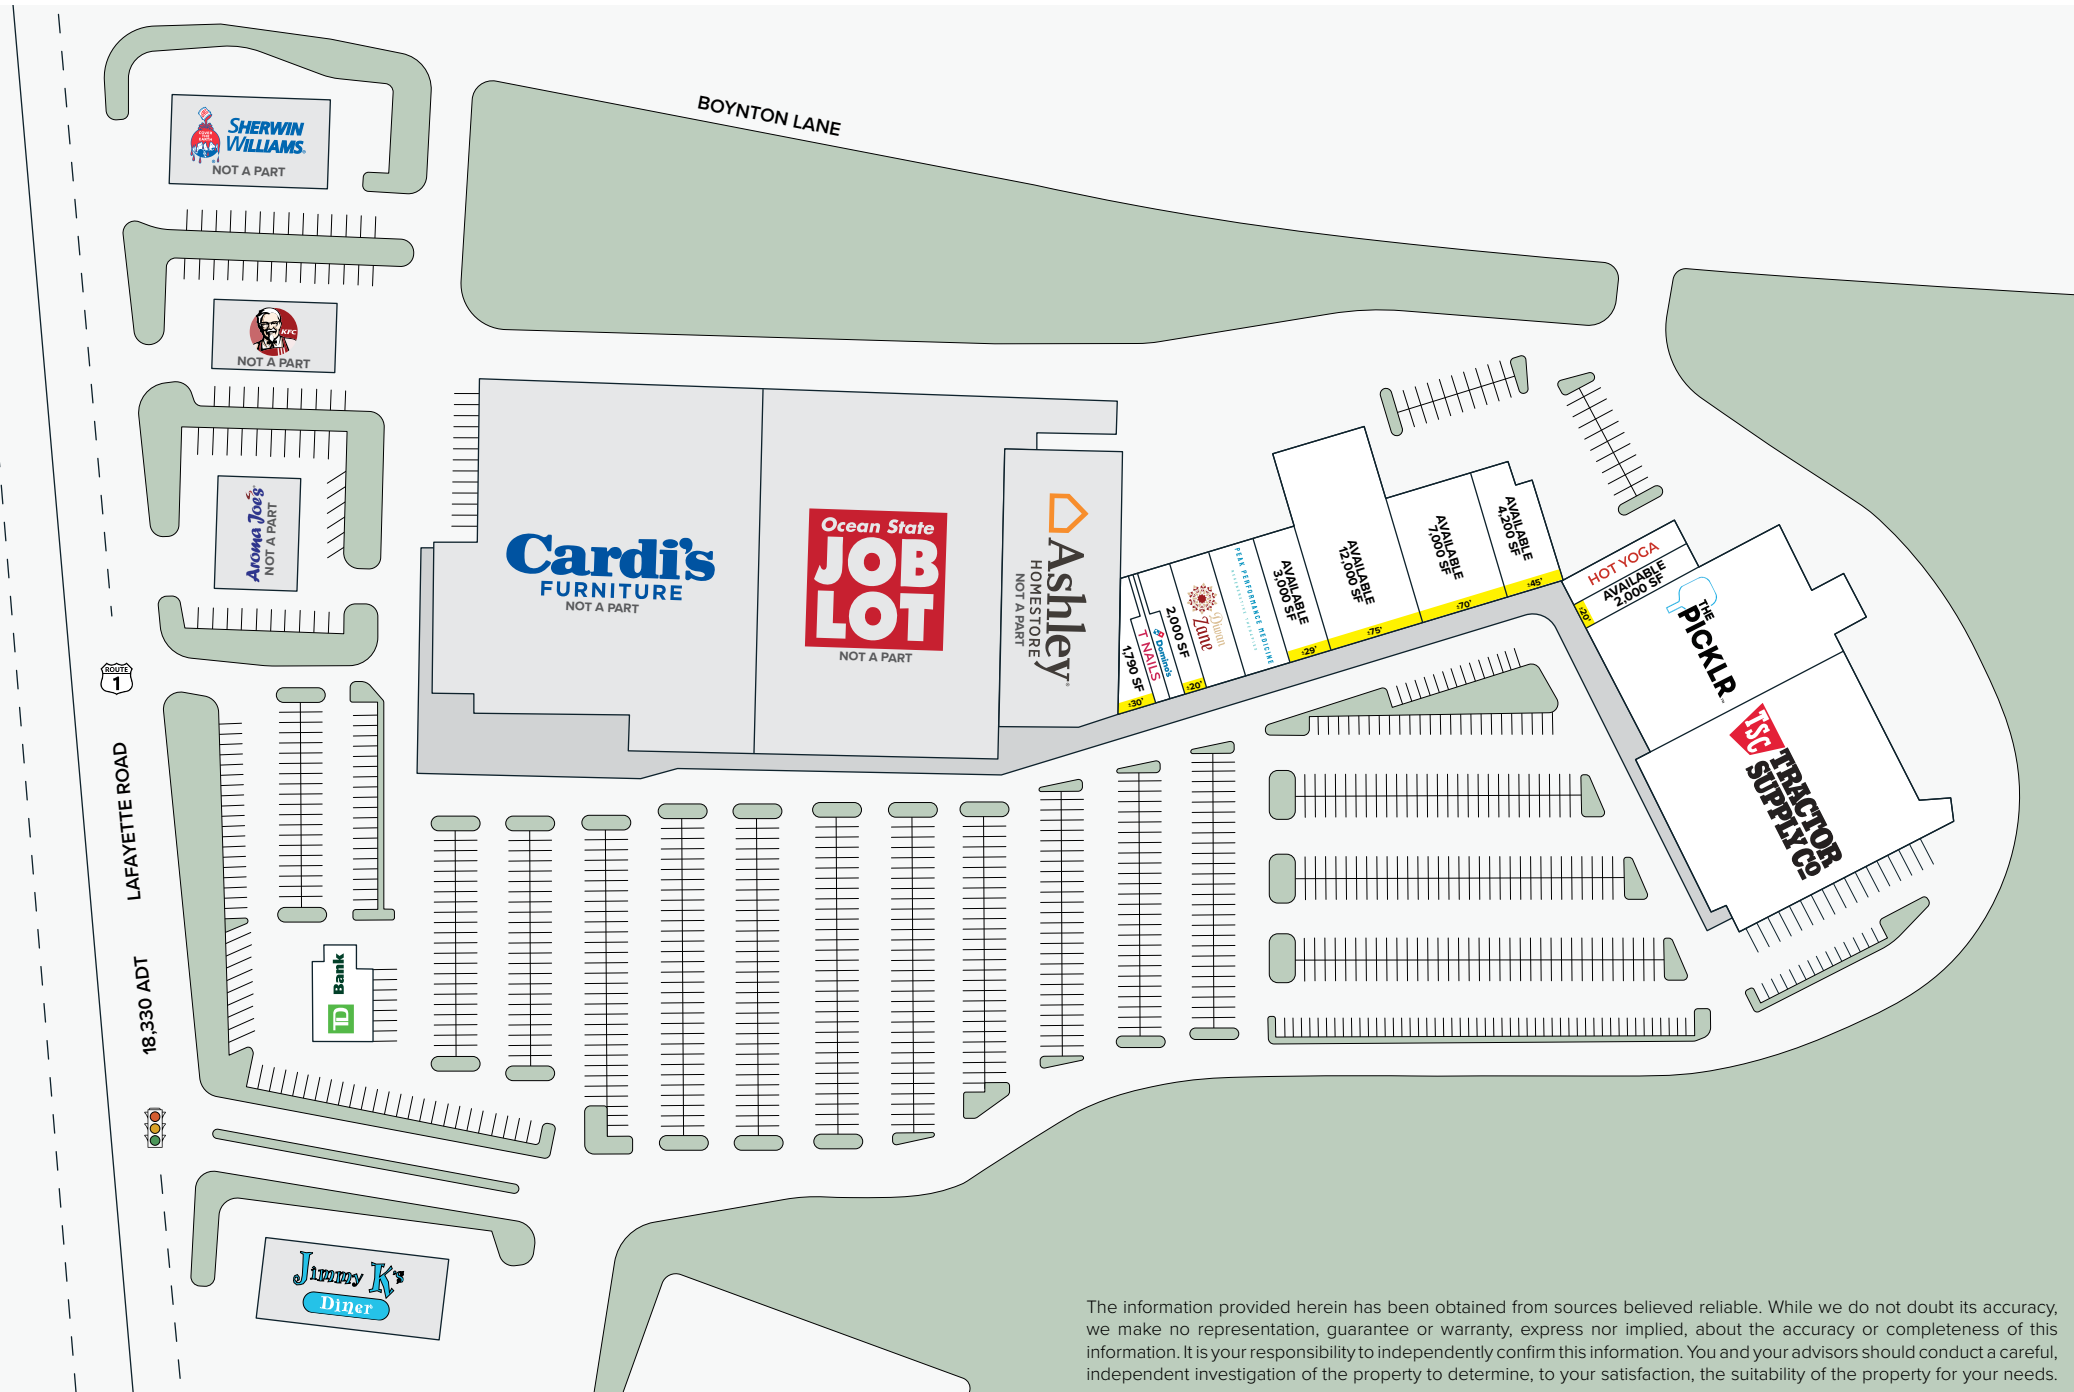 BOYNTON LANE
COVER THE EARTH
SHERWIN
WILLIAMS.
NOT A PART
KFC
NOT A PART
Aroma Joe's
NOT A PART
ROUTE
1
LAFAYETTE ROAD
18,330 ADT
TD
Bank
Jimmy K's
Diner
Cardi's
FURNITURE
NOT A PART
Ocean State
JOB
LOT
NOT A PART
Ashley
HOMESTORE
NOT A PART
1,790 SF
±30'
T NAILS
Domino's
2,000 SF
±20'
Diwan
Zane
PEAK PERFORMANCE MEDICINE
AVAILABLE
3,000 SF
±29'
AVAILABLE
12,000 SF
±75'
AVAILABLE
7,000 SF
±70'
AVAILABLE
4,200 SF
±45'
HOT YOGA
AVAILABLE
2,000 SF
±20'
THE
PICKLR
TSC
TRACTOR
SUPPLY CO
The information provided herein has been obtained from sources believed reliable. While we do not doubt its accuracy,
we make no representation, guarantee or warranty, express nor implied, about the accuracy or completeness of this
information. It is your responsibility to independently confirm this information. You and your advisors should conduct a careful,
independent investigation of the property to determine, to your satisfaction, the suitability of the property for your needs.